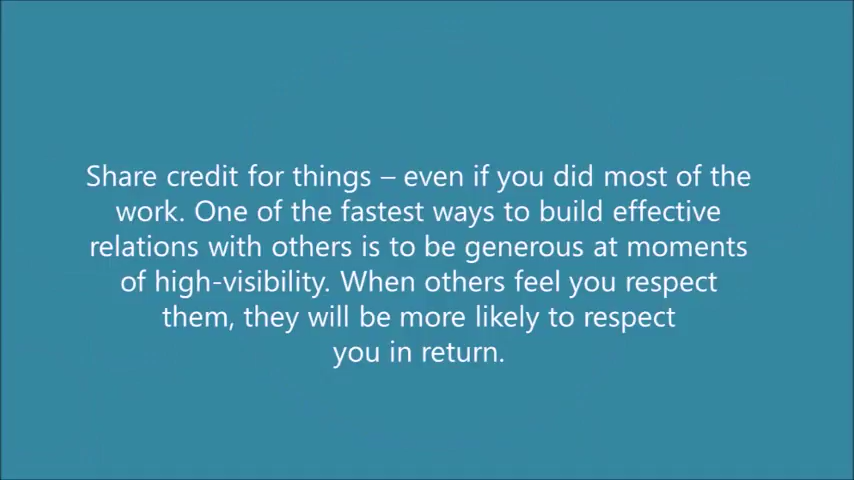 Share credit for things – even if you did most of the
work. One of the fastest ways to build effective
relations with others is to be generous at moments
of high-visibility. When others feel you respect
them, they will be more likely to respect
you in return.